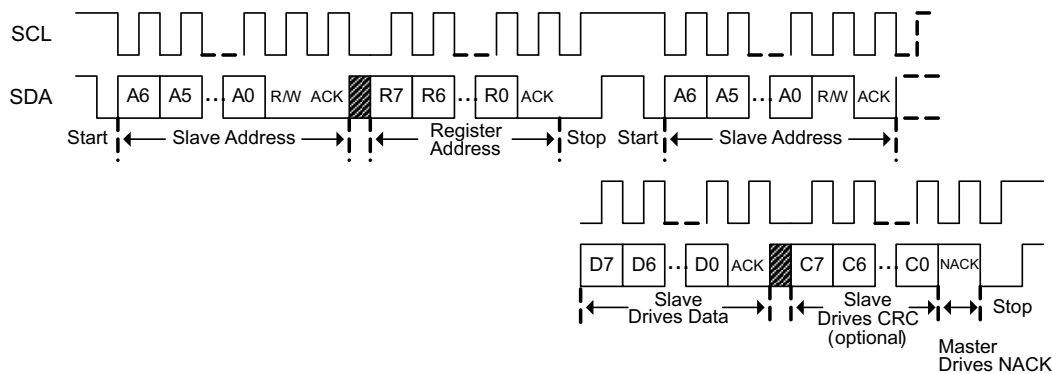 SCL
SDA
A6 A5 ... A0 R/W ACK R7 R6 ... R0 ACK A6 A5 ... A0 R/W ACK
Start Slave Address Register Address Stop Start Slave Address
D7 D6 ... D0 ACK C7 C6 ... C0 NACK
Slave Drives Data
Slave Drives CRC (optional)
Stop
Master Drives NACK